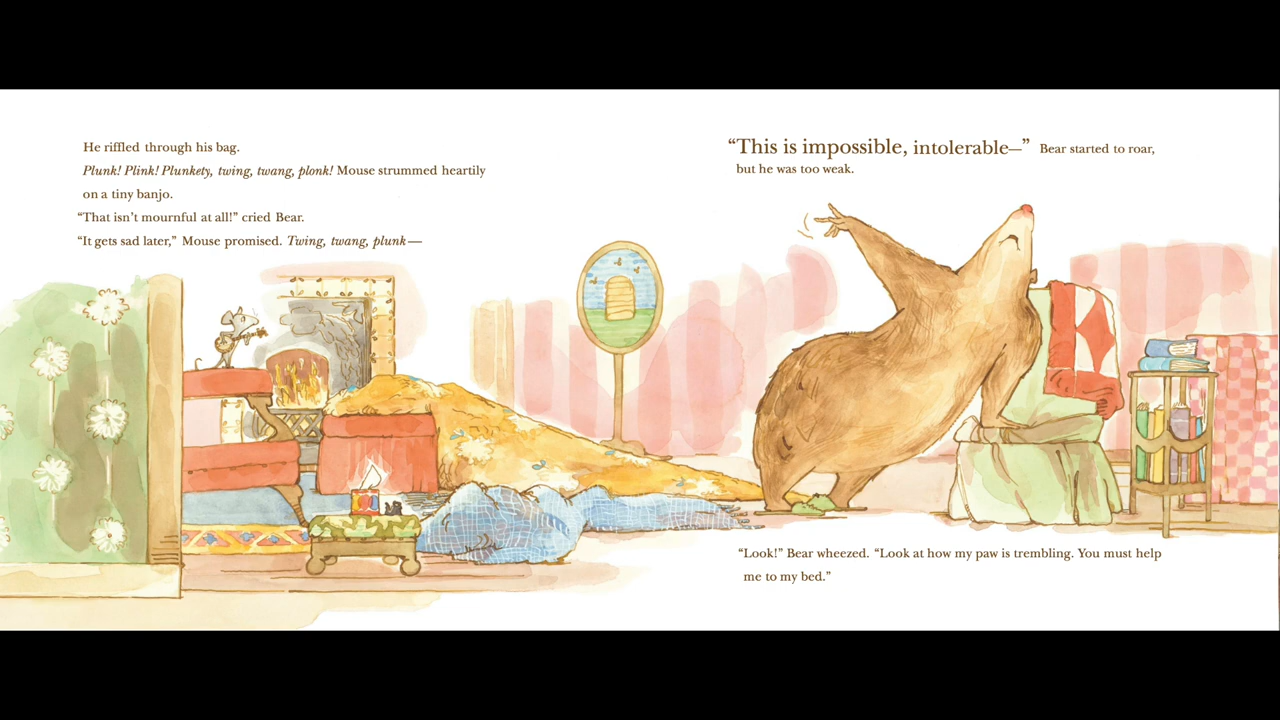 He riffled through his bag.
Plunk! Plink! Plunkety, twing, twang, plonk! Mouse strummed heartily
on a tiny banjo.
“That isn’t mournful at all!” cried Bear.
“It gets sad later,” Mouse promised. Twing, twang, plunk—
“This is impossible, intolerable—” Bear started to roar,
but he was too weak.
“Look!” Bear wheezed. “Look at how my paw is trembling. You must help
me to my bed.”